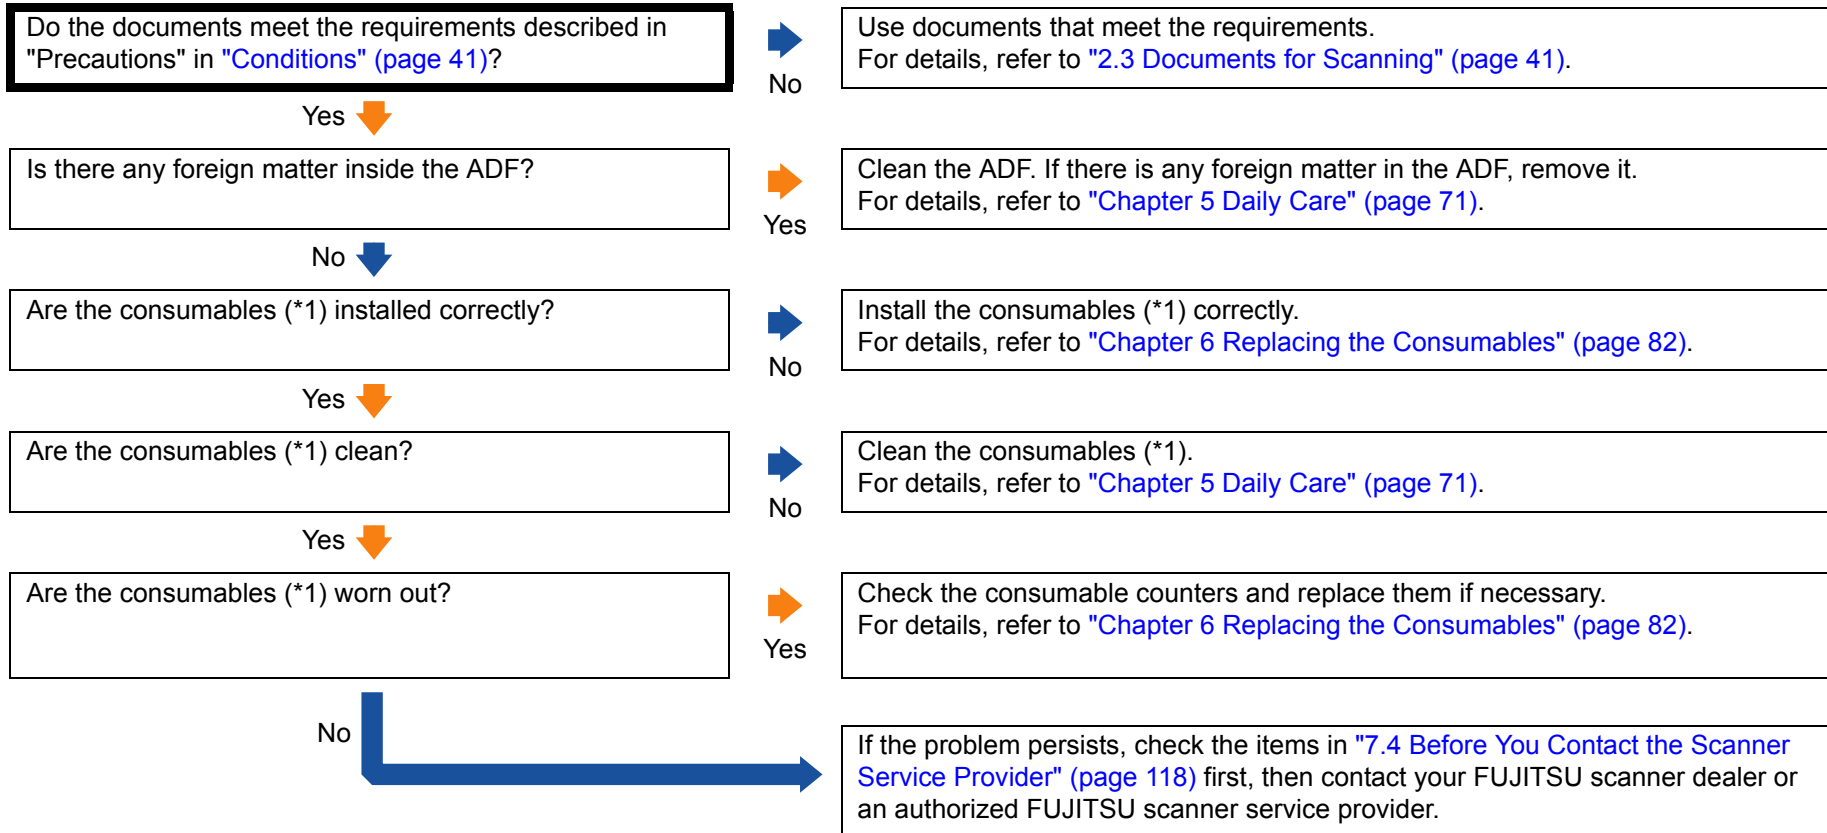 Do the documents meet the requirements described in
"Precautions" in "Conditions" (page 41)?
No
Use documents that meet the requirements.
For details, refer to "2.3 Documents for Scanning" (page 41).
Yes
Is there any foreign matter inside the ADF?
Yes
Clean the ADF. If there is any foreign matter in the ADF, remove it.
For details, refer to "Chapter 5 Daily Care" (page 71).
No
Are the consumables (*1) installed correctly?
No
Install the consumables (*1) correctly.
For details, refer to "Chapter 6 Replacing the Consumables" (page 82).
Yes
Are the consumables (*1) clean?
No
Clean the consumables (*1).
For details, refer to "Chapter 5 Daily Care" (page 71).
Yes
Are the consumables (*1) worn out?
Yes
Check the consumable counters and replace them if necessary.
For details, refer to "Chapter 6 Replacing the Consumables" (page 82).
No
If the problem persists, check the items in "7.4 Before You Contact the Scanner
Service Provider" (page 118) first, then contact your FUJITSU scanner dealer or
an authorized FUJITSU scanner service provider.